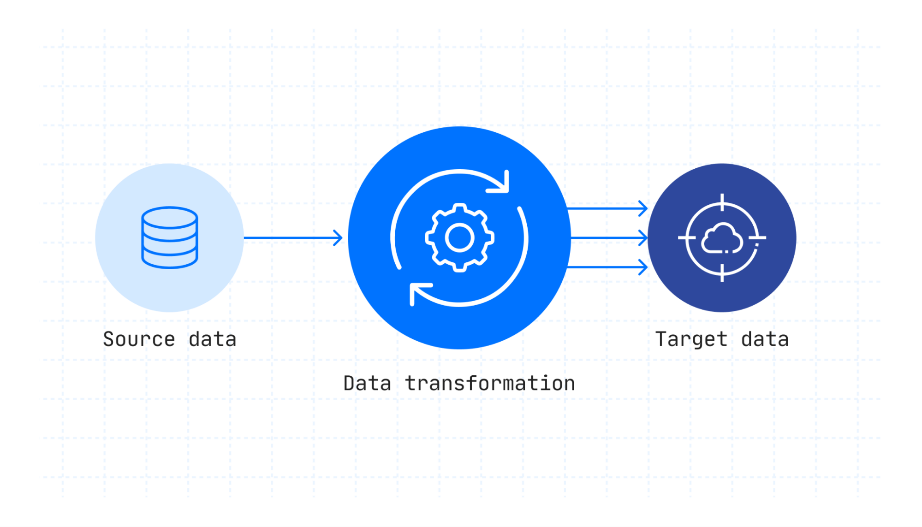 Source data
Target data
Data transformation